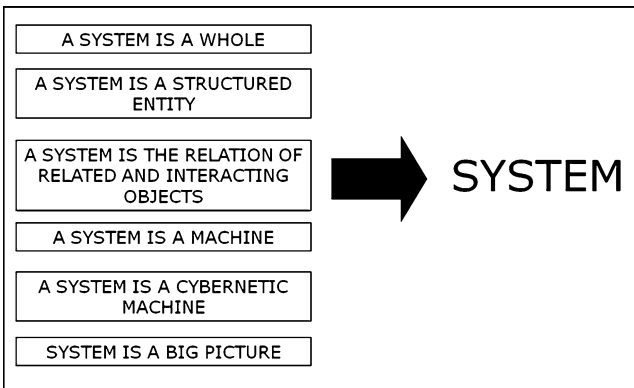 A SYSTEM IS A WHOLE
A SYSTEM IS A STRUCTURED
ENTITY
A SYSTEM IS THE RELATION OF
RELATED AND INTERACTING
OBJECTS
A SYSTEM IS A MACHINE
A SYSTEM IS A CYBERNETIC
MACHINE
SYSTEM IS A BIG PICTURE
SYSTEM